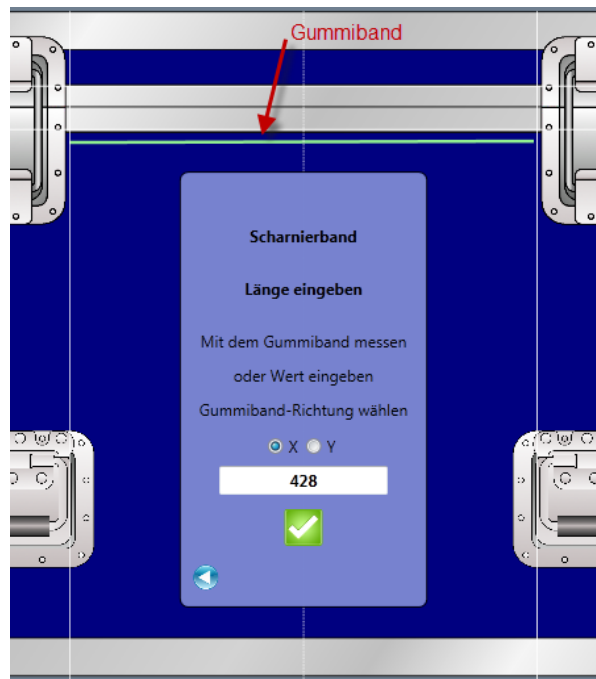 Gummiband
Scharnierband
Länge eingeben
Mit dem Gummiband messen
oder Wert eingeben
Gummiband-Richtung wählen
X Y
428